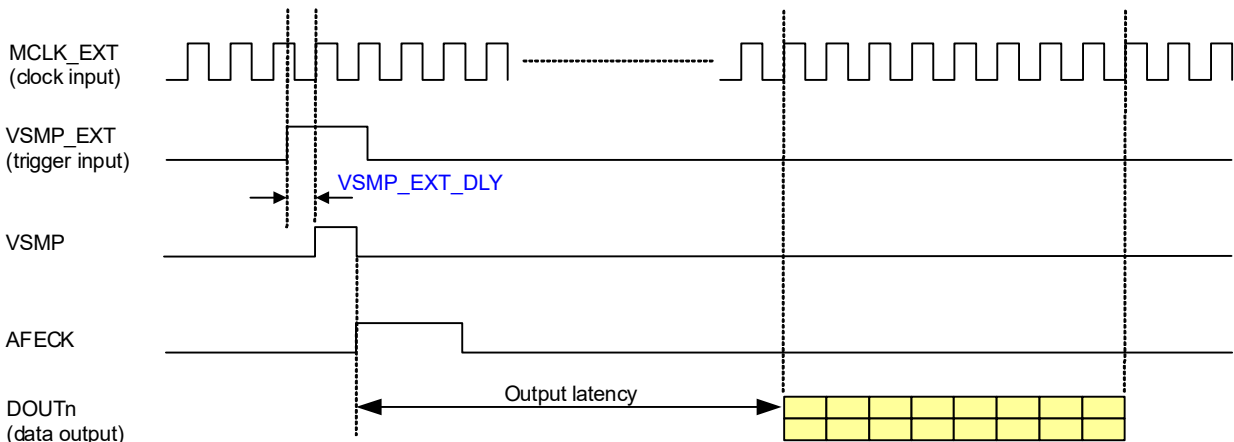 MCLK_EXT
(clock input)
VSMP_EXT
(trigger input)
VSMP_EXT_DLY
VSMP
AFECK
Output latency
DOUTn
(data output)